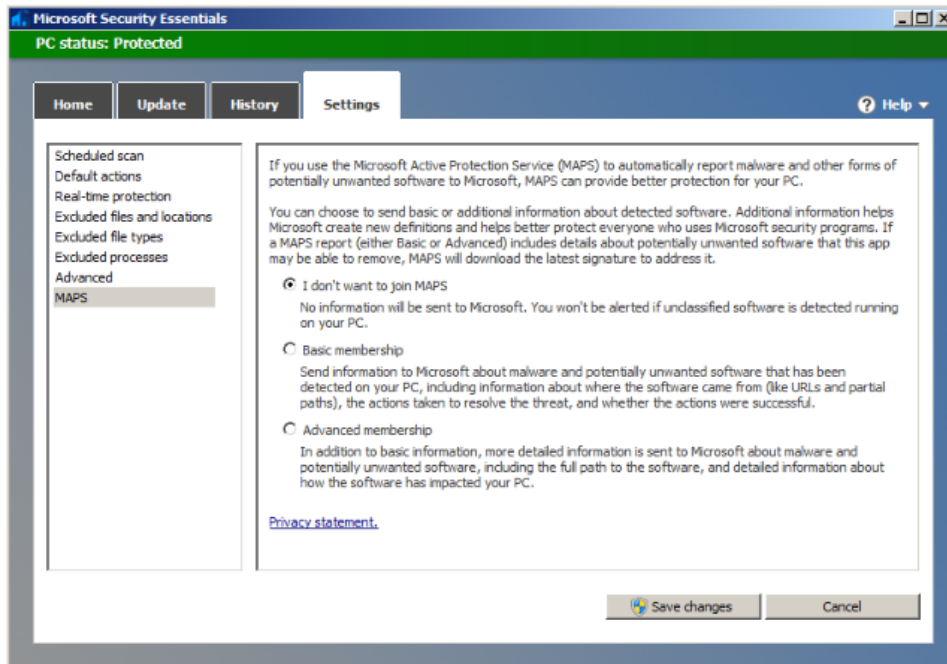 Microsoft Security Essentials
PC status: Protected
Home
Update
History
Settings
Help
Scheduled scan
Default actions
Real-time protection
Excluded files and locations
Excluded file types
Excluded processes
Advanced
MAPS
If you use the Microsoft Active Protection Service (MAPS) to automatically report malware and other forms of
potentially unwanted software to Microsoft, MAPS can provide better protection for your PC.
You can choose to send basic or additional information about detected software. Additional information helps
Microsoft create new definitions and helps better protect everyone who uses Microsoft security programs. If
a MAPS report (either Basic or Advanced) includes details about potentially unwanted software that this app
may be able to remove, MAPS will download the latest signature to address it.
I don't want to join MAPS
No information will be sent to Microsoft. You won't be alerted if unclassified software is detected running
on your PC.
Basic membership
Send information to Microsoft about malware and potentially unwanted software that has been
detected on your PC, including information about where the software came from (like URLs and partial
paths), the actions taken to resolve the threat, and whether the actions were successful.
Advanced membership
In addition to basic information, more detailed information is sent to Microsoft about malware and
potentially unwanted software, including the full path to the software, and detailed information about
how the software has impacted your PC.
Privacy statement.
Save changes
Cancel